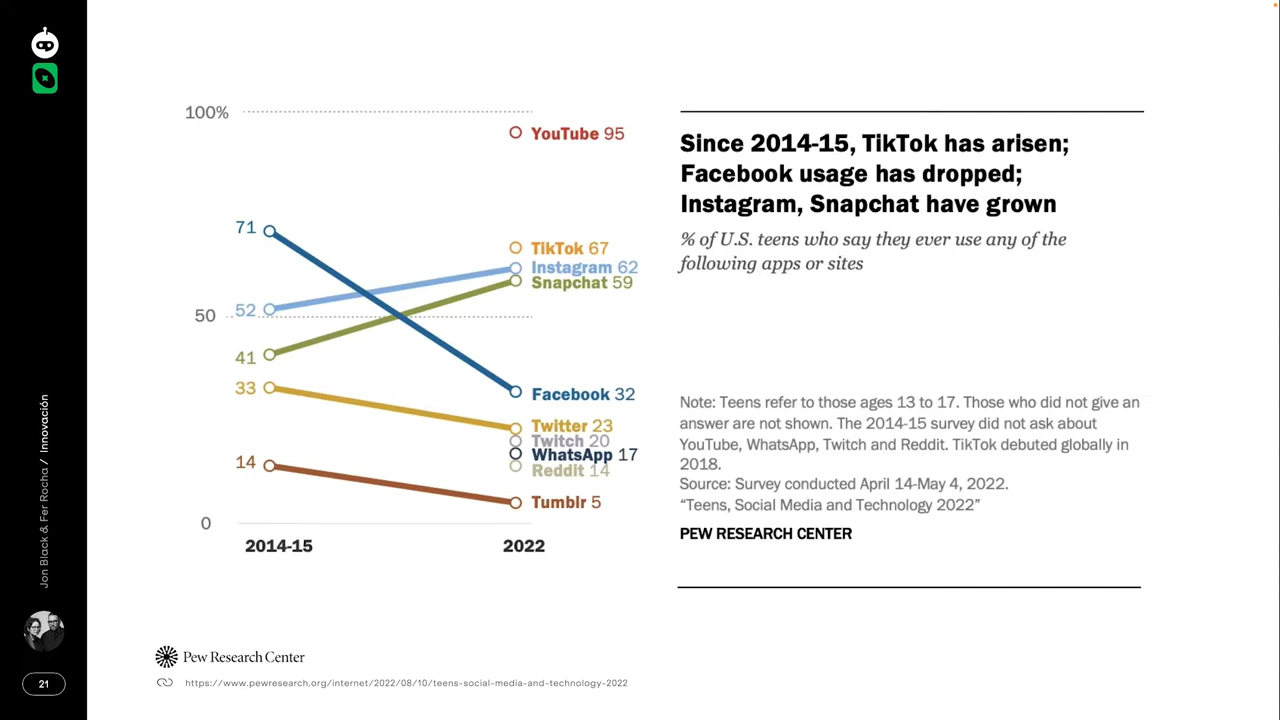 100%
YouTube 95
71
TikTok 67
Instagram 62
52
Snapchat 59
50
41
33
Facebook 32
Twitter 23
Twitch 20
WhatsApp 17
14
Reddit 14
Tumblr 5
0
2014-15 2022
Since 2014-15, TikTok has arisen;
Facebook usage has dropped;
Instagram, Snapchat have grown
% of U.S. teens who say they ever use any of the
following apps or sites
Note: Teens refer to those ages 13 to 17. Those who did not give an
answer are not shown. The 2014-15 survey did not ask about
YouTube, WhatsApp, Twitch and Reddit. TikTok debuted globally in
2018.
Source: Survey conducted April 14-May 4, 2022.
“Teens, Social Media and Technology 2022”
PEW RESEARCH CENTER
Pew Research Center
https://www.pewresearch.org/internet/2022/08/10/teens-social-media-and-technology-2022
Jon Black & Fer Rocha / Innovación
21